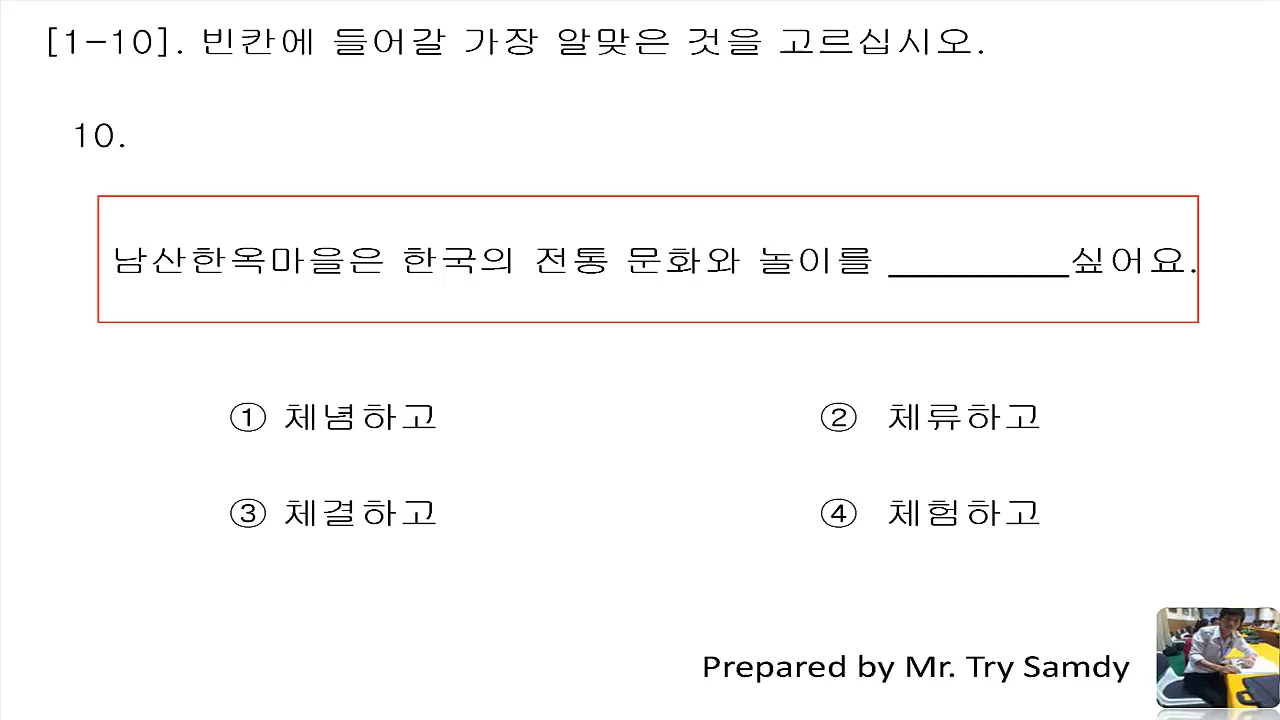 [1-10]. 빈칸에 들어갈 가장 알맞은 것을 고르십시오.
10.
남산한옥마을은 한국의 전통 문화와 놀이를 __________싶어요.
① 체념하고 ② 체류하고
③ 체결하고 ④ 체험하고
Prepared by Mr. Try Samdy